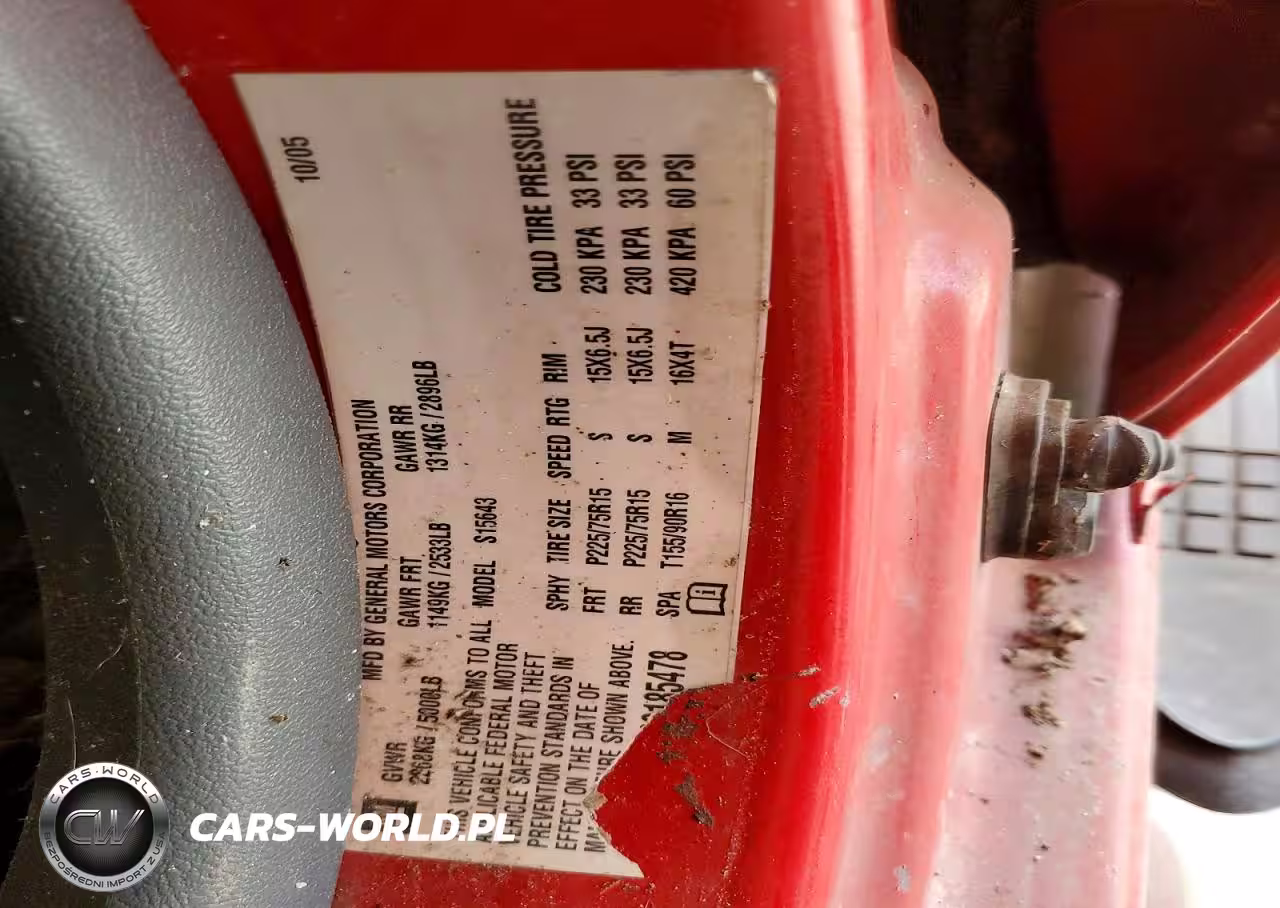 10/05
MFD BY GENERAL MOTORS CORPORATION
GVWR GAWR FRT GAWR RR
2268KG / 5000LB 1149KG / 2533LB 1314KG / 2896LB
THIS VEHICLE CONFORMS TO ALL
APPLICABLE FEDERAL MOTOR
VEHICLE SAFETY AND THEFT
PREVENTION STANDARDS IN
EFFECT ON THE DATE OF
SHOWN ABOVE.
185478
MODEL S15643
COLD TIRE PRESSURE
SPHY TIRE SIZE SPEED RTG RIM
FRT P225/75R15 S 15X6.5J 230 KPA 33 PSI
RR P225/75R15 S 15X6.5J 230 KPA 33 PSI
SPA T155/90R16 M 16X4T 420 KPA 60 PSI
i
CARS-WORLD
CW
BEZPOŚREDNI IMPORT Z USA
CARS-WORLD.PL